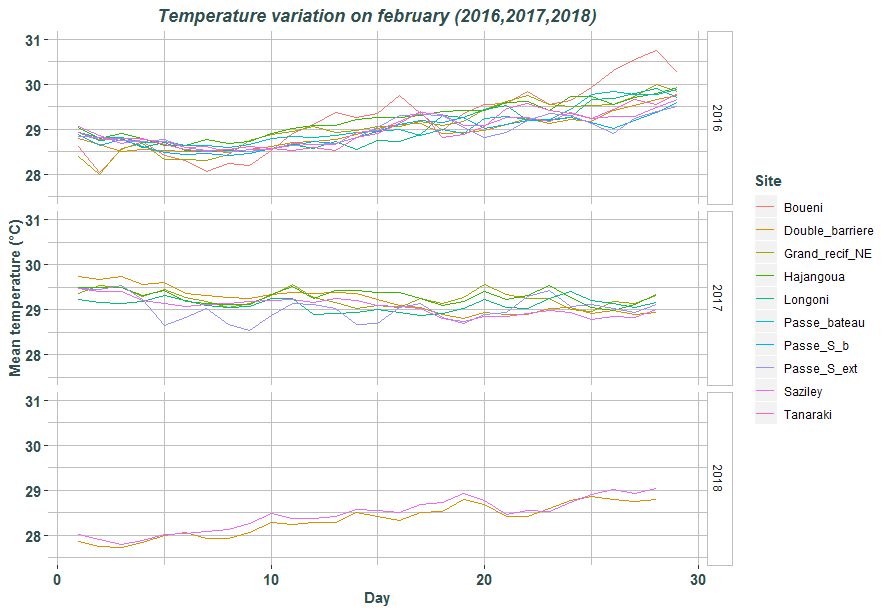 Temperature variation on february (2016,2017,2018)
31
30
29
28
2016
31
30
29
28
2017
31
30
29
28
2018
Mean temperature (°C)
0
10
20
30
Day
Site
Boueni
Double_barriere
Grand_recif_NE
Hajangoua
Longoni
Passe_bateau
Passe_S_b
Passe_S_ext
Saziley
Tanaraki